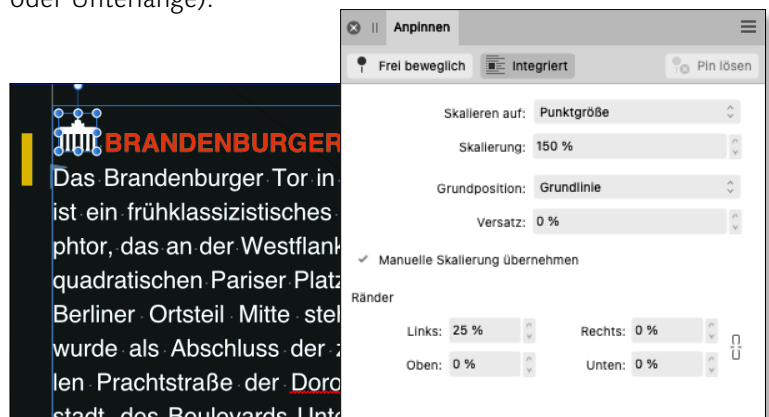 oder Unterlänge).
Anpinnen
Frei beweglich
Integriert
Pin lösen
Skalieren auf: Punktgröße
Skalierung: 150 %
Grundposition: Grundlinie
Versatz: 0 %
Manuelle Skalierung übernehmen
Ränder
Links: 25 % Rechts: 0 %
Oben: 0 % Unten: 0 %
BRANDENBURGER
Das Brandenburger Tor in
ist ein frühklassizistisches
phtor, das an der Westflank
quadratischen Pariser Platz
Berliner Ortsteil Mitte steh
wurde als Abschluss der
len Prachtstraße der Doro
stadt, des Boulevards Unt